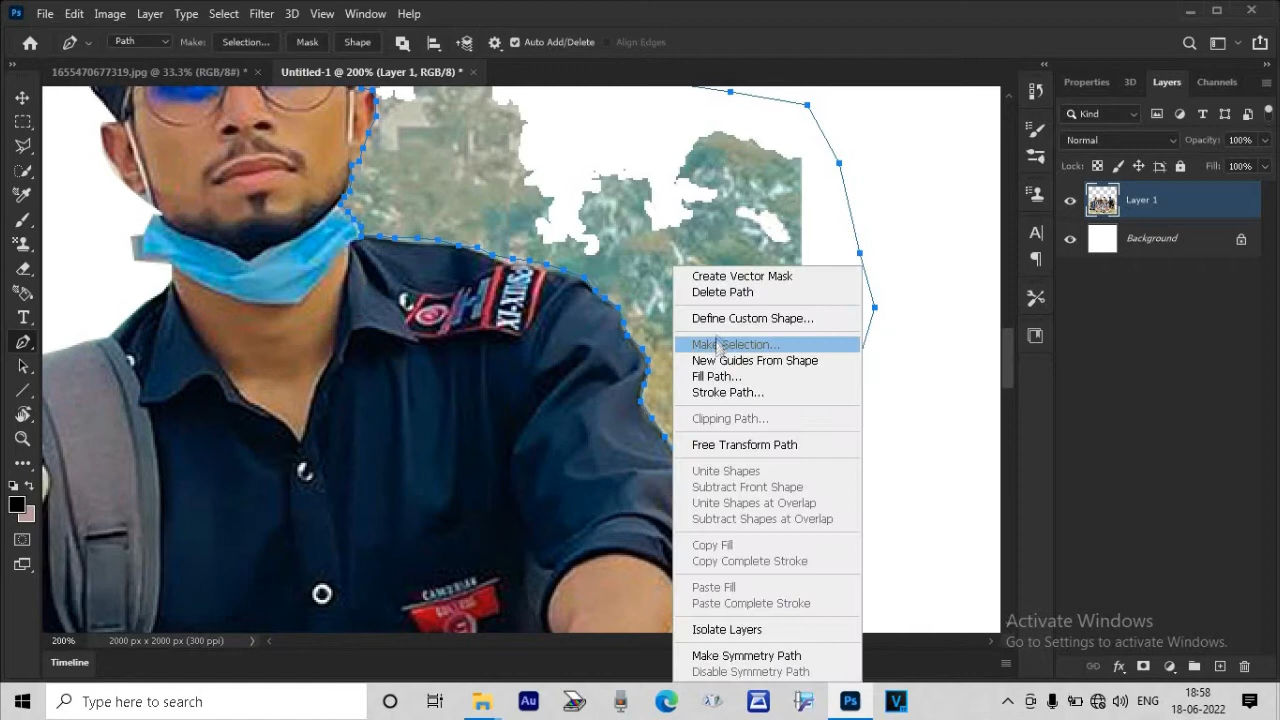 Ps File Edit Image Layer Type Select Filter 3D View Window Help
Path Make: Selection... Mask Shape Auto Add/Delete Align Edges
1655470677319.jpg @ 33.3% (RGB/8#) * × Untitled-1 @ 200% (Layer 1, RGB/8) * ×
Properties 3D Layers Channels
Kind
Normal Opacity: 100%
Lock: Fill: 100%
Layer 1
Background
Create Vector Mask
Delete Path
Define Custom Shape...
Make Selection...
New Guides From Shape
Fill Path...
Stroke Path...
Clipping Path...
Free Transform Path
Unite Shapes
Subtract Front Shape
Unite Shapes at Overlap
Subtract Shapes at Overlap
Copy Fill
Copy Complete Stroke
Paste Fill
Paste Complete Stroke
Isolate Layers
Make Symmetry Path
Disable Symmetry Path
CAMBRIAN
COLLEGE
Activate Windows
Go to Settings to activate Windows.
200% 2000 px x 2000 px (300 ppi)
Timeline
Type here to search
Au Ps V ENG 18:58
18-06-2022